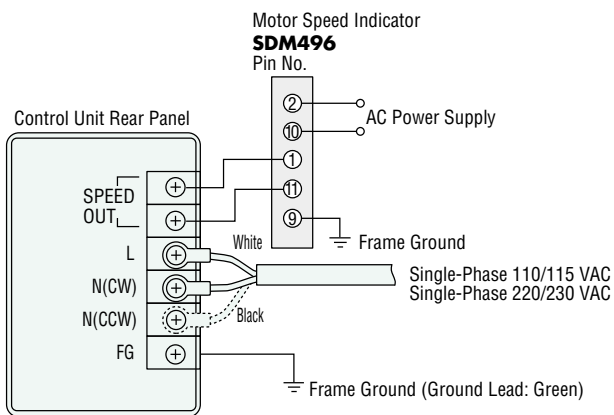 Motor Speed Indicator
SDM496
Pin No.
2
AC Power Supply
10
1
11
9
Frame Ground
Control Unit Rear Panel
SPEED
OUT
L
N(CW)
N(CCW)
FG
White
Black
Single-Phase 110/115 VAC
Single-Phase 220/230 VAC
Frame Ground (Ground Lead: Green)